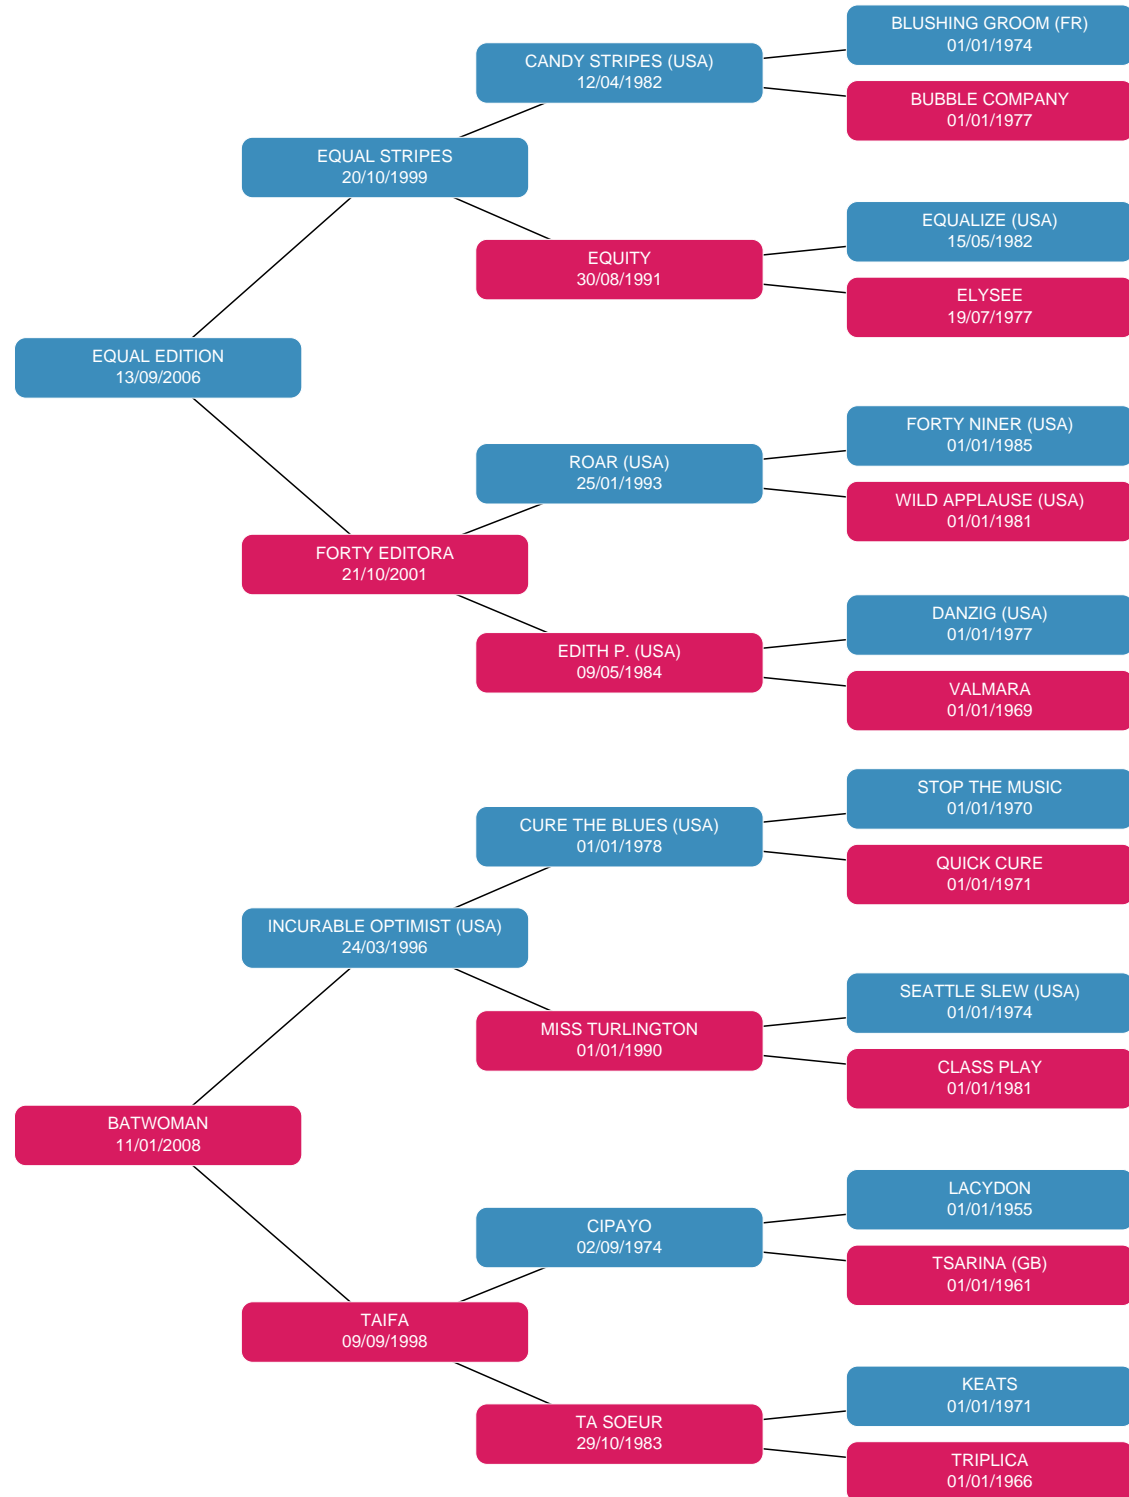 BLUSHING GROOM (FR)
01/01/1974
CANDY STRIPES (USA)
12/04/1982
BUBBLE COMPANY
01/01/1977
EQUAL STRIPES
20/10/1999
EQUALIZE (USA)
15/05/1982
EQUITY
30/08/1991
ELYSEE
19/07/1977
EQUAL EDITION
13/09/2006
FORTY NINER (USA)
01/01/1985
ROAR (USA)
25/01/1993
WILD APPLAUSE (USA)
01/01/1981
FORTY EDITORA
21/10/2001
DANZIG (USA)
01/01/1977
EDITH P. (USA)
09/05/1984
VALMARA
01/01/1969
STOP THE MUSIC
01/01/1970
CURE THE BLUES (USA)
01/01/1978
QUICK CURE
01/01/1971
INCURABLE OPTIMIST (USA)
24/03/1996
SEATTLE SLEW (USA)
01/01/1974
MISS TURLINGTON
01/01/1990
CLASS PLAY
01/01/1981
BATWOMAN
11/01/2008
LACYDON
01/01/1955
CIPAYO
02/09/1974
TSARINA (GB)
01/01/1961
TAIFA
09/09/1998
KEATS
01/01/1971
TA SOEUR
29/10/1983
TRIPLICA
01/01/1966